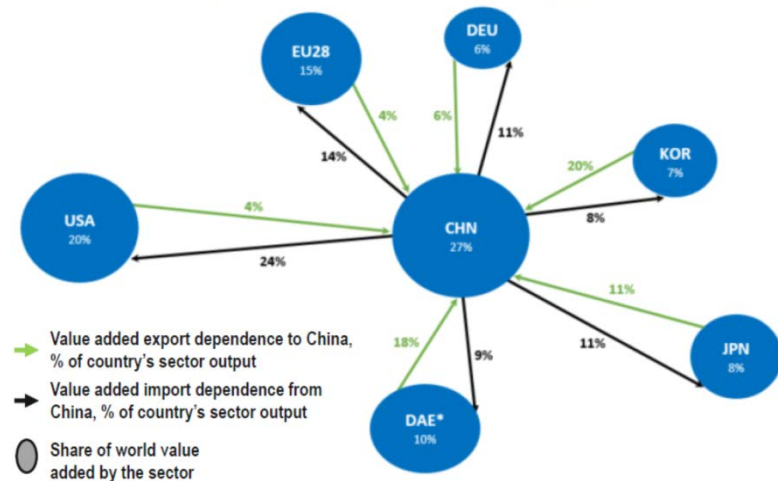 DEU
6%
EU28
15%
4%
6%
11%
14%
KOR
7%
20%
USA
20%
4%
CHN
27%
8%
24%
11%
18%
9%
11%
JPN
8%
DAE*
10%
Value added export dependence to China,
% of country's sector output
Value added import dependence from
China, % of country's sector output
Share of world value
added by the sector